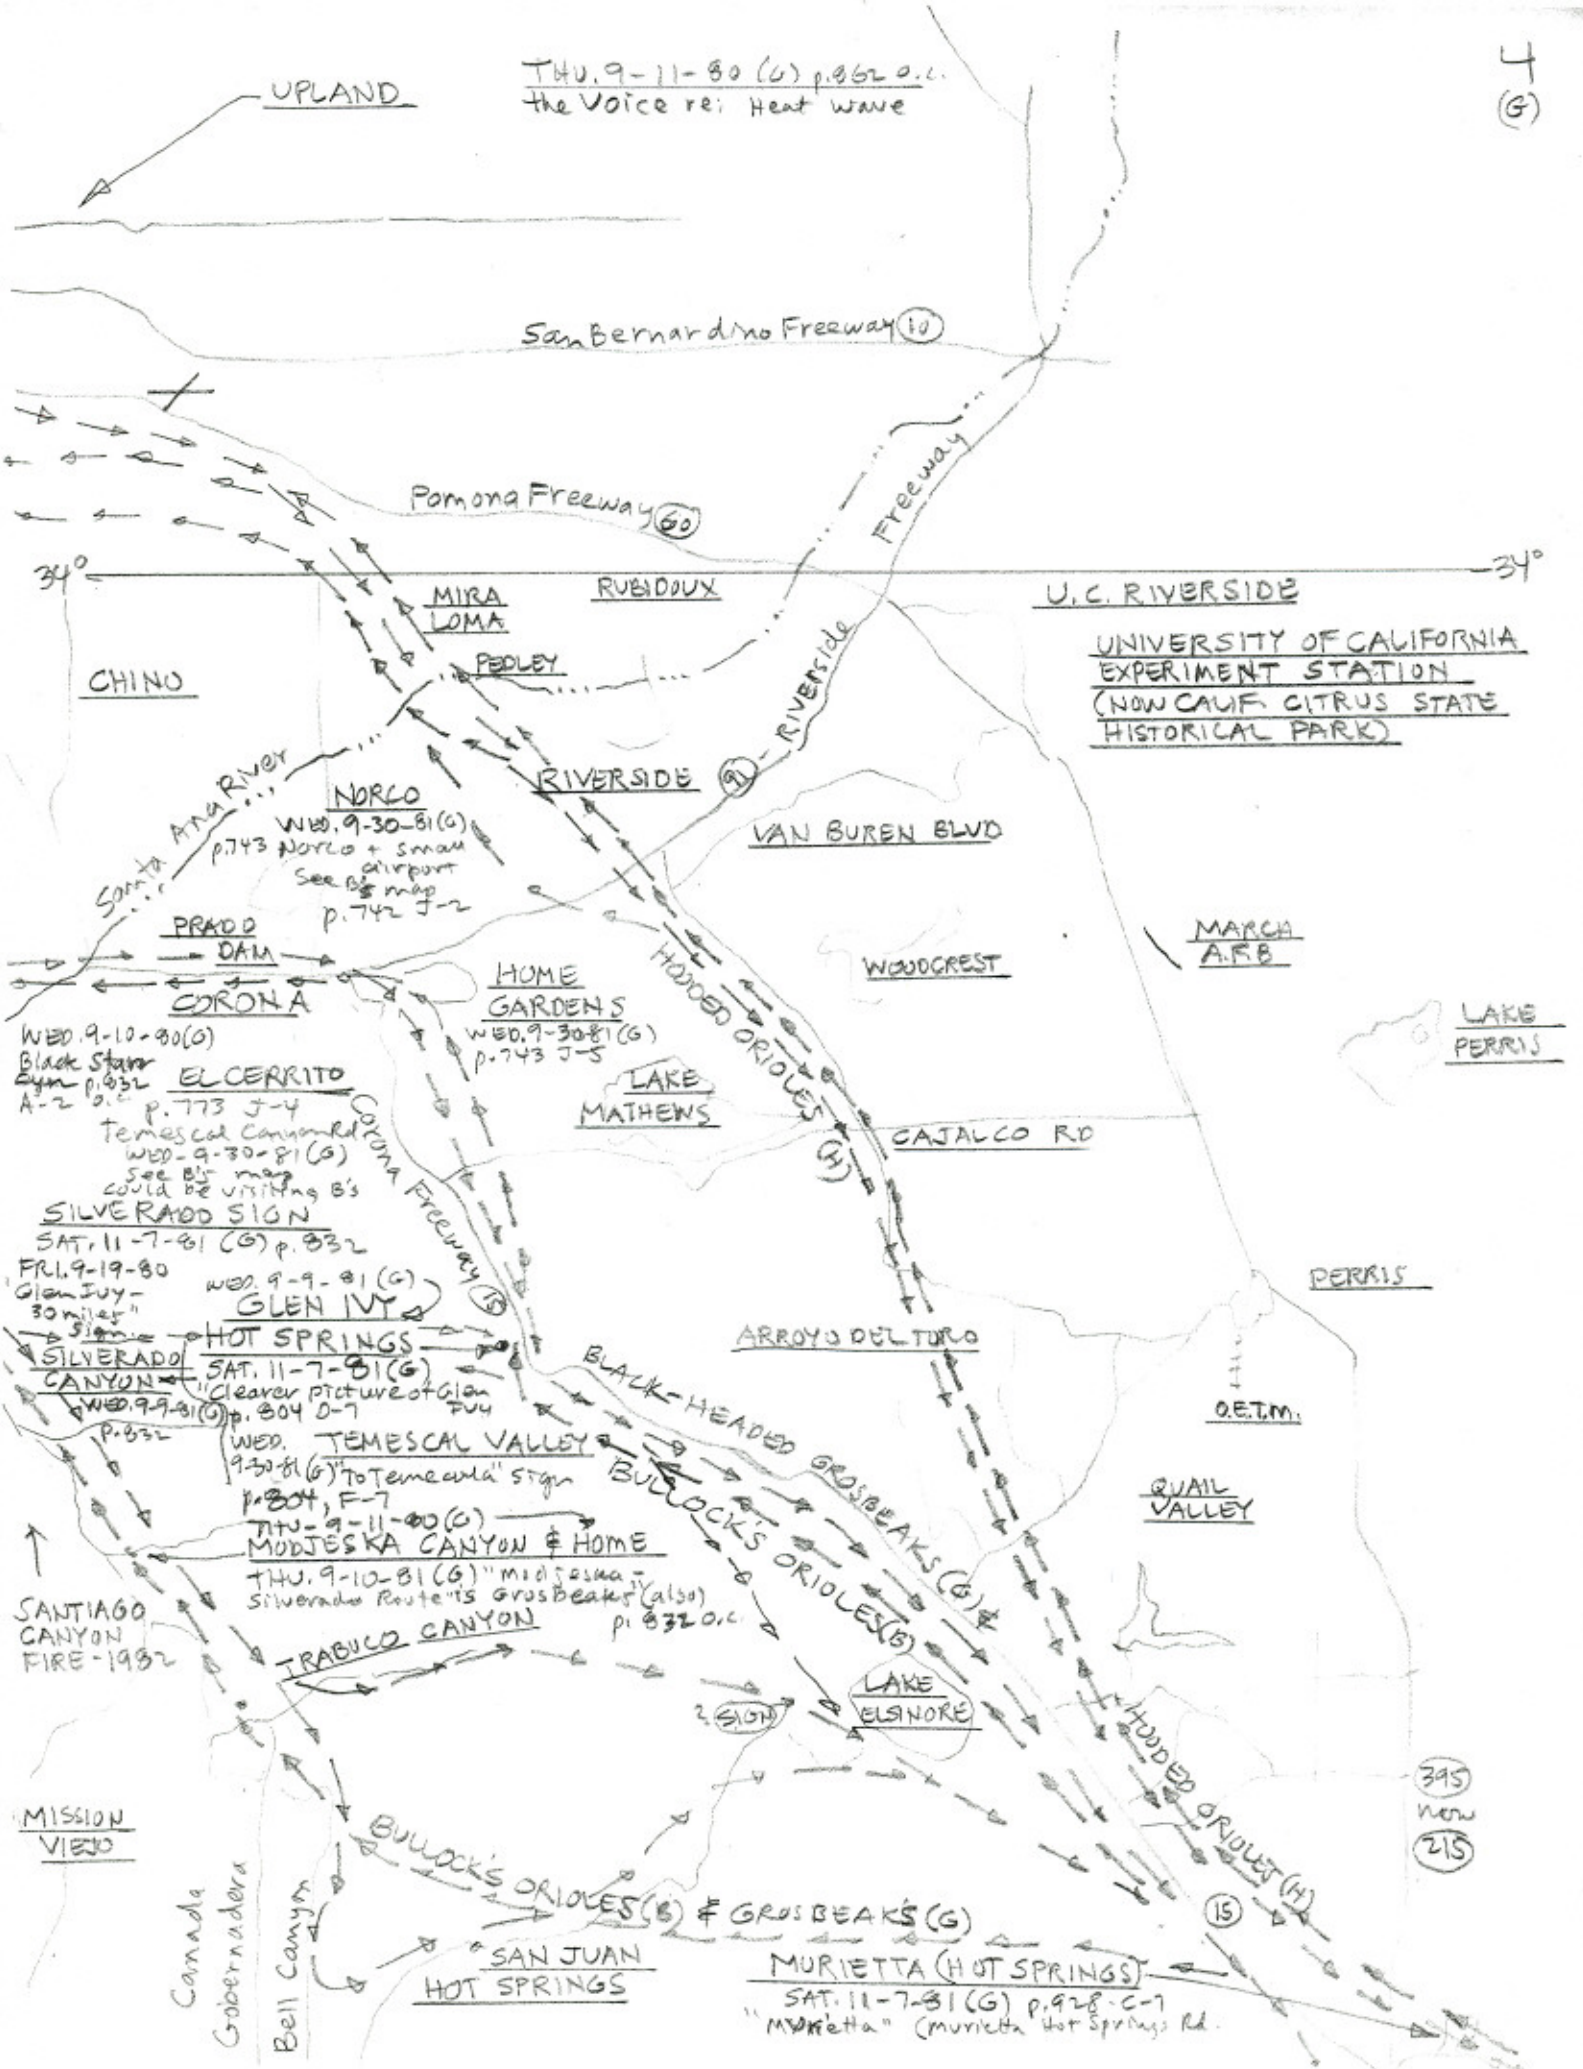 4
(G)
UPLAND
THU. 9-11-80 (G) p.862 O.C.
the Voice re: Heat wave
San Bernardino Freeway 10
Pomona Freeway 60
Freeway
34°
34°
MIRA
LOMA
RUBIDOUX
U.C. RIVERSIDE
UNIVERSITY OF CALIFORNIA
EXPERIMENT STATION
(NOW CALIF. CITRUS STATE
HISTORICAL PARK)
CHINO
PEDLEY
RIVERSIDE
91 - RIVERSIDE
Santa Ana River
NORCO
WED. 9-30-81(G)
p.743 Norco + small
airport
See B's map
p.742 J-2
VAN BUREN BLVD
PRADO
DAM
CORONA
HOME
GARDENS
WED. 9-30-81(G)
p.743 J-5
HOODED ORIOLES (H)
WOODCREST
MARCH
A.F.B
LAKE
PERRIS
WED. 9-10-80(G)
Black Starr
Cyn p.832
A-2 O.C.
EL CERRITO
p.773 J-4
Temescal Canyon Rd
WED-9-30-81(G)
See B's map
could be visiting B's
Corona Freeway 15
LAKE
MATHEWS
CAJALCO RD
SILVERADO SIGN
SAT. 11-7-81 (G) p.832
FRI. 9-19-80
"Glen Ivy-
30 miles"
Sign
WED. 9-9-81(G)
GLEN IVY
HOT SPRINGS
SAT. 11-7-81(G)
"Clearer picture of Glen
Ivy
p.804 D-7
SILVERADO
CANYON
WED. 9-9-81(G)
p.832
PERRIS
ARROYO DEL TORO
O.E.T.M.
WED.
9-30-81(G) "To Temecula" sign
p.804, F-7
TEMESCAL VALLEY
BLACK-HEADED GROSBEAKS (G) &
BULLOCK'S ORIOLES(B)
QUAIL
VALLEY
THU-9-11-80(G)
MODJESKA CANYON & HOME
THU. 9-10-81(G) "Modjeska-
Silverado Route" is Grosbeaks (also)
p. 832 O.C.
SANTIAGO
CANYON
FIRE-1982
TRABUCO CANYON
? SIGN
LAKE
ELSINORE
HOODED ORIOLES (H)
395
now
215
MISSION
VIEJO
BULLOCK'S ORIOLES(B) & GROSBEAKS (G)
15
Canada
Gobernadera
Bell Canyon
SAN JUAN
HOT SPRINGS
MURIETTA (HOT SPRINGS)
SAT. 11-7-81(G) p.928-C-7
"Murietta" (Murietta Hot Springs Rd.